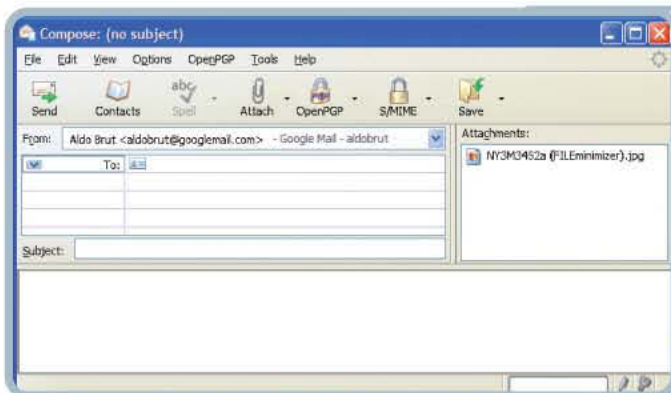 Compose: (no subject)
File Edit View Options OpenPGP Tools Help
Send Contacts Spell Attach OpenPGP S/MIME Save
From: Aldo Brut <aldobrut@googlemail.com> - Google Mail - aldobrut
Attachments:
To:
NY3M3452a (FILEminimizer).jpg
Subject: